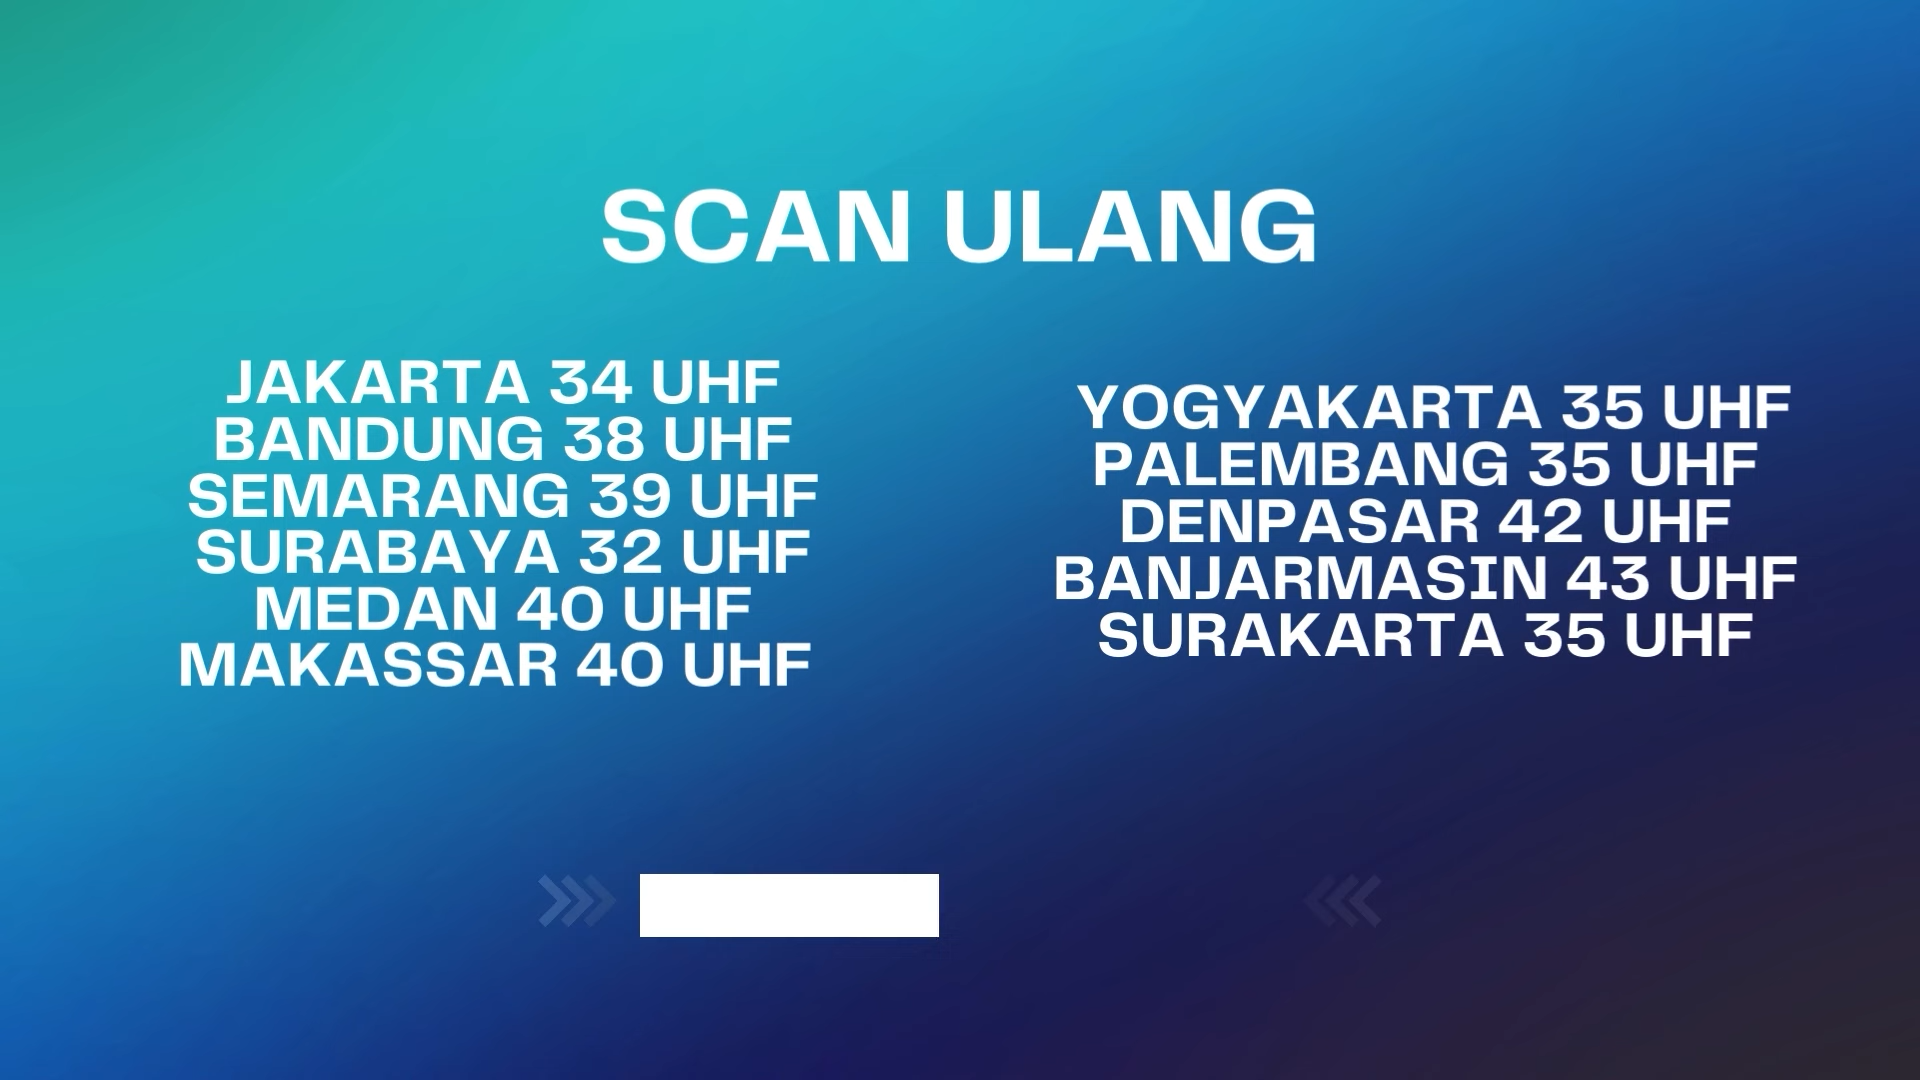 SCAN ULANG
JAKARTA 34 UHF
BANDUNG 38 UHF
SEMARANG 39 UHF
SURABAYA 32 UHF
MEDAN 40 UHF
MAKASSAR 40 UHF
YOGYAKARTA 35 UHF
PALEMBANG 35 UHF
DENPASAR 42 UHF
BANJARMASIN 43 UHF
SURAKARTA 35 UHF